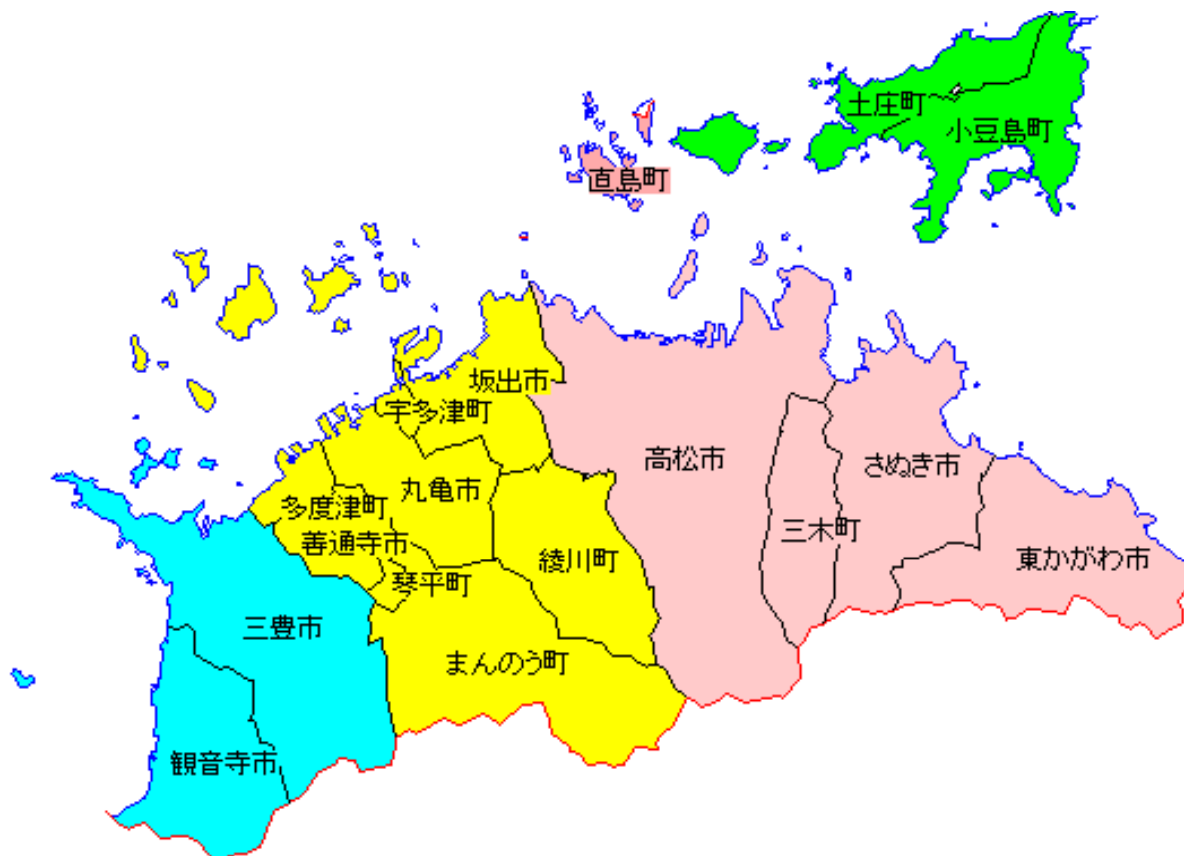 土庄町
小豆島町
直島町
坂出市
宇多津町
高松市
さぬき市
丸亀市
多度津町
三木町
善通寺市
綾川町
東かがわ市
琴平町
三豊市
まんのう町
観音寺市